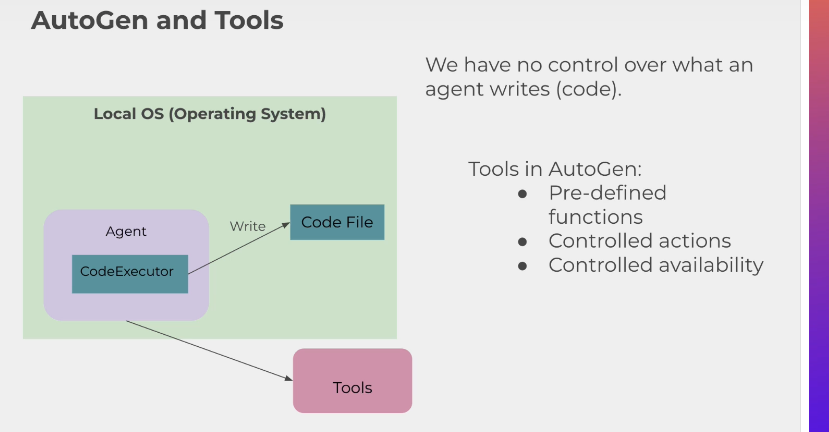 AutoGen and Tools
We have no control over what an
agent writes (code).
Local OS (Operating System)
Agent
CodeExecutor
Write
Code File
Tools
Tools in AutoGen:
● Pre-defined
functions
● Controlled actions
● Controlled availability